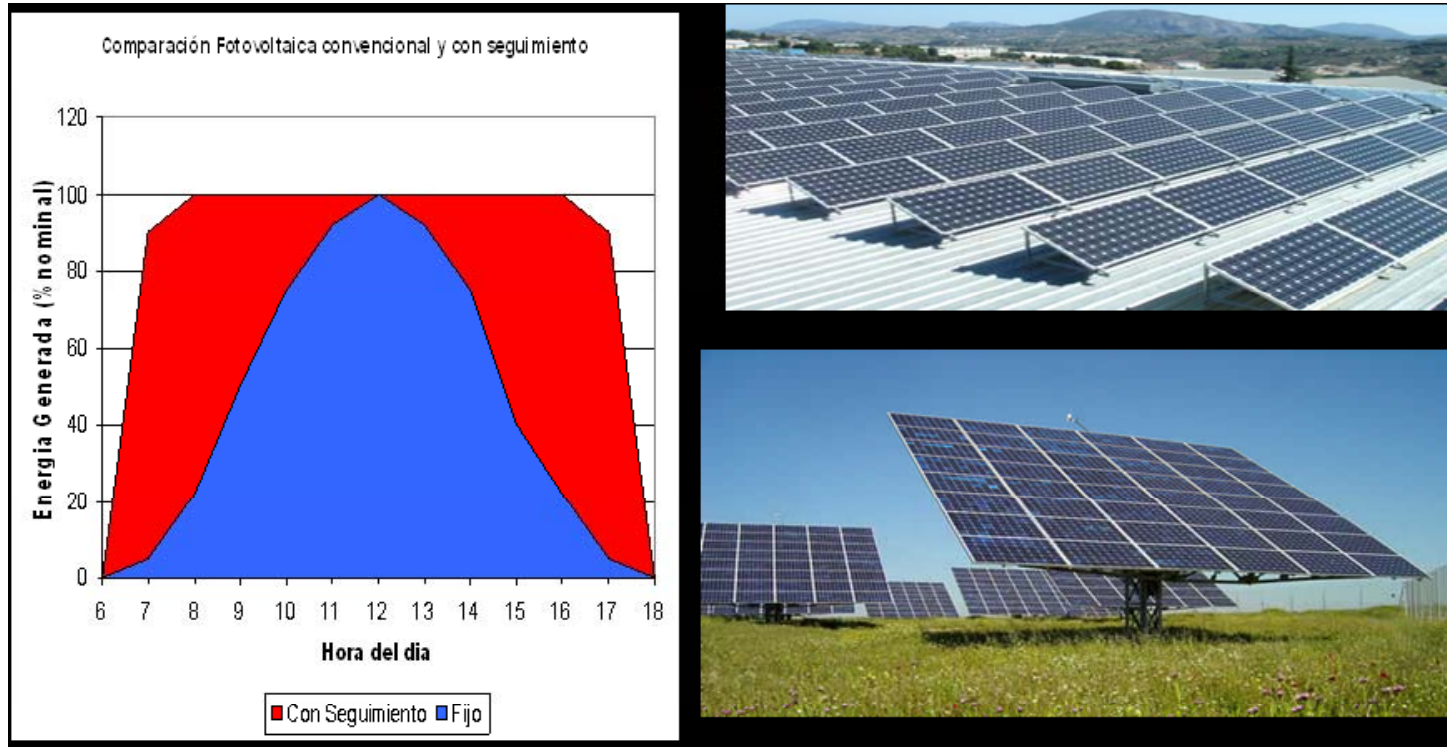 Comparación Fotovoltaica convencional y con seguimiento
120
100
80
60
40
20
0
Energía Generada (% nominal)
6 7 8 9 10 11 12 13 14 15 16 17 18
Hora del dia
Con Seguimiento Fijo